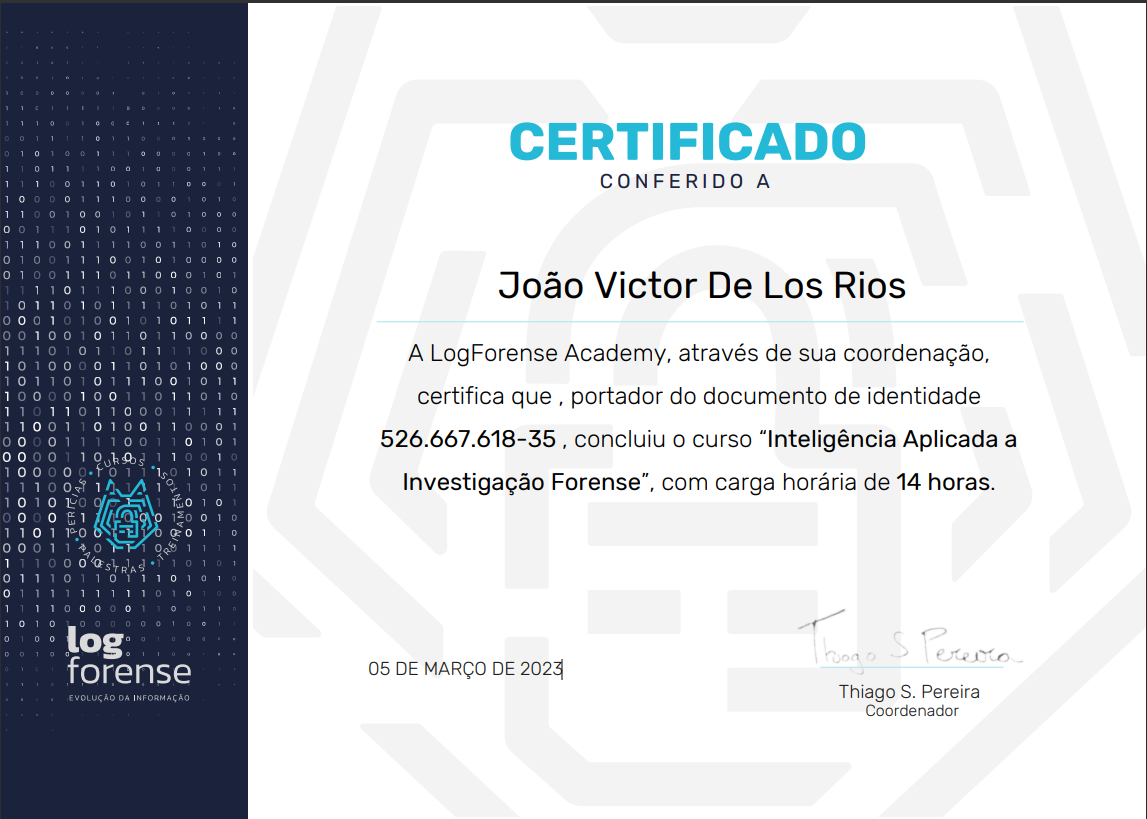 CERTIFICADO
CONFERIDO A
João Victor De Los Rios
A LogForense Academy, através de sua coordenação,
certifica que , portador do documento de identidade
526.667.618-35 , concluiu o curso “Inteligência Aplicada a
Investigação Forense”, com carga horária de 14 horas.
05 DE MARÇO DE 2023
Thiago S Pereira
Thiago S. Pereira
Coordenador
CURSOS
TREINAMENTOS
PALESTRAS
PERÍCIAS
log
forense
EVOLUÇÃO DA INFORMAÇÃO